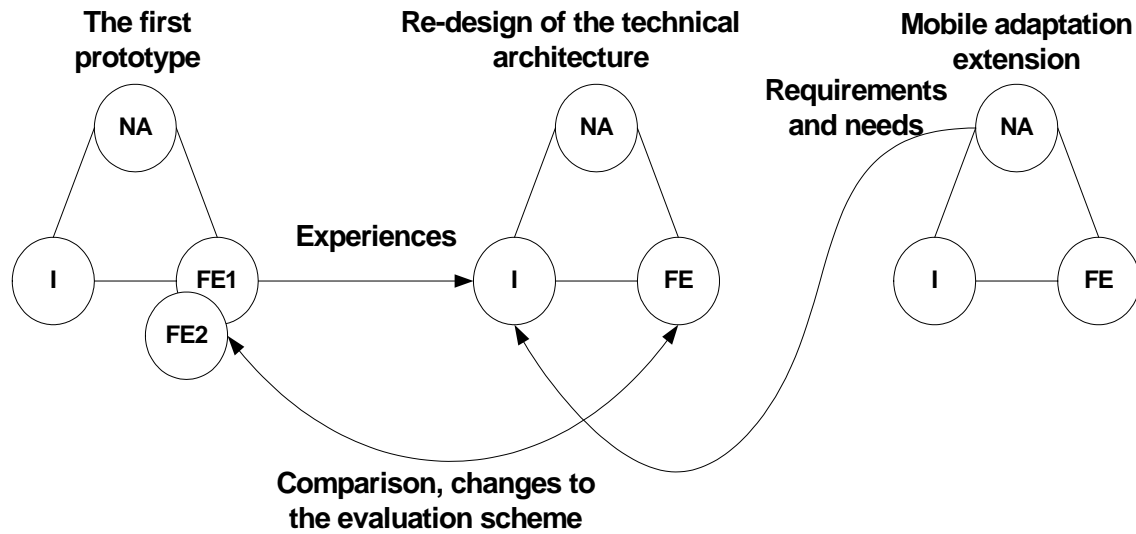 The first
prototype
Re-design of the technical
architecture
Mobile adaptation
extension
Requirements
and needs
NA
NA
NA
Experiences
I
FE1
FE2
I
FE
I
FE
Comparison, changes to
the evaluation scheme